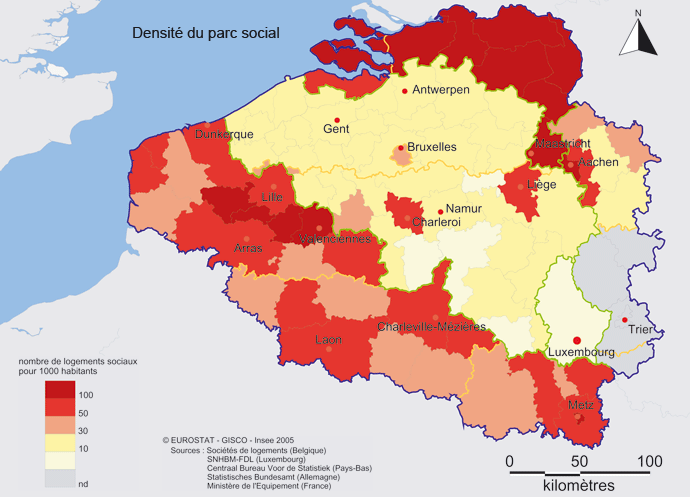 Densité du parc social
N
Antwerpen
Dunkerque
Gent
Bruxelles
Maastricht
Aachen
Lille
Liège
Namur
Charleroi
Valenciennes
Arras
Charleville-Mézières
Trier
Laon
Luxembourg
Metz
nombre de logements sociaux
pour 1000 habitants
100
50
30
10
nd
© EUROSTAT - GISCO - Insee 2005
Sources : Sociétés de logements (Belgique)
SNHBM-FDL (Luxembourg)
Centraal Bureau Voor de Statistiek (Pays-Bas)
Statistisches Bundesamt (Allemagne)
Ministère de l'Equipement (France)
0 50 100
kilomètres